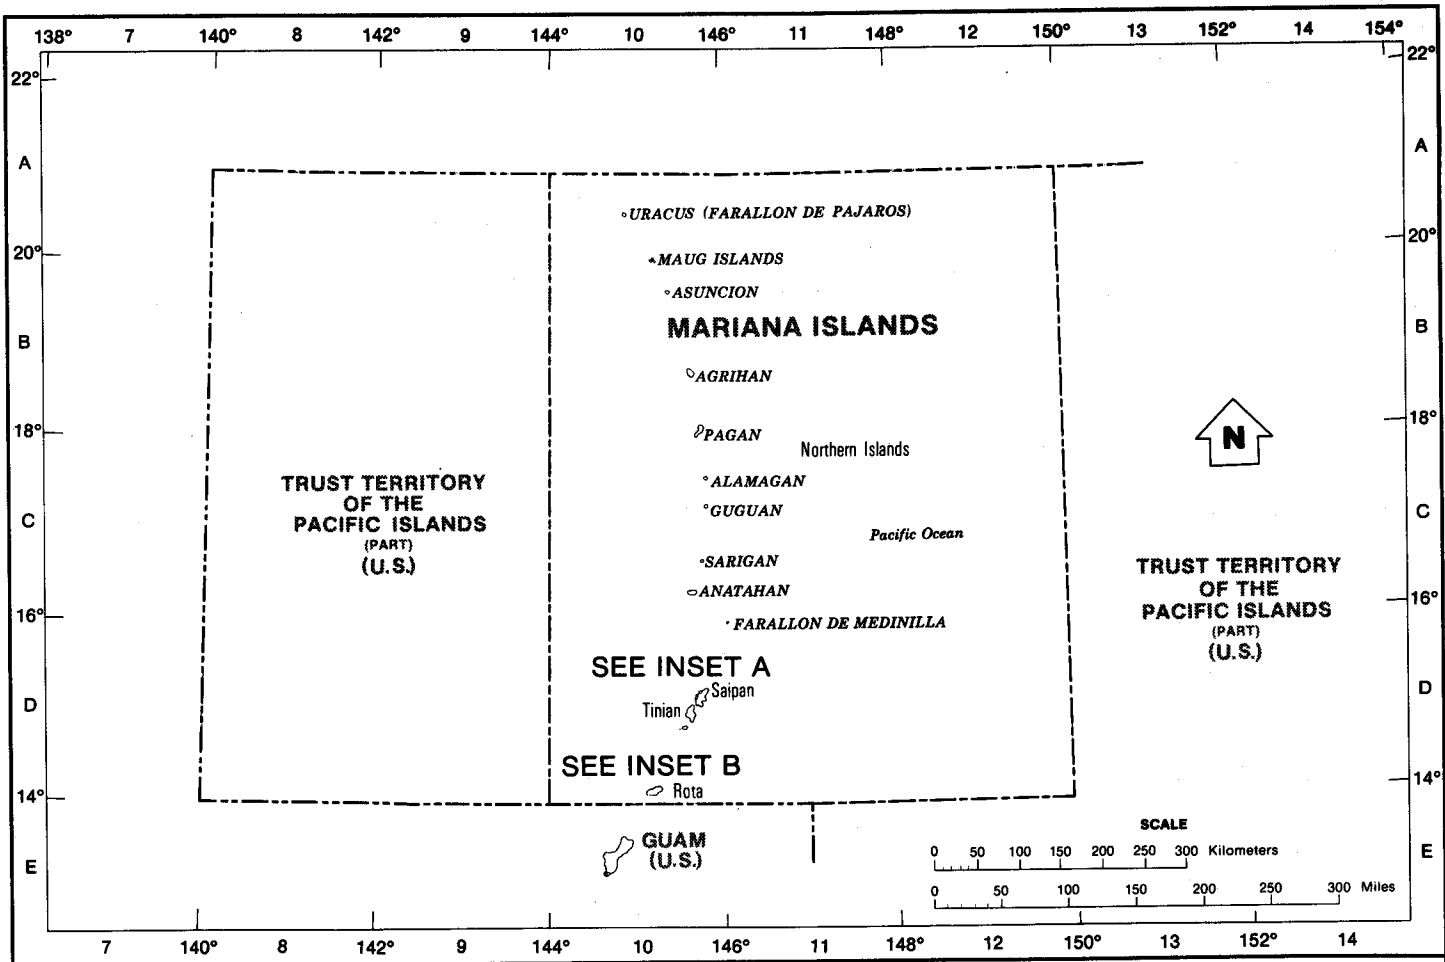 138° 7 140° 8 142° 9 144° 10 146° 11 148° 12 150° 13 152° 14 154°
22° 22°
A A
URACUS (FARALLON DE PAJAROS)
20° 20°
MAUG ISLANDS
ASUNCION
MARIANA ISLANDS
B B
AGRIHAN
18° 18°
PAGAN
N
Northern Islands
ALAMAGAN
TRUST TERRITORY
OF THE
PACIFIC ISLANDS
(PART)
(U.S.)
GUGUAN
C C
Pacific Ocean
SARIGAN
ANATAHAN
TRUST TERRITORY
OF THE
PACIFIC ISLANDS
(PART)
(U.S.)
16° 16°
FARALLON DE MEDINILLA
SEE INSET A
Saipan
D D
Tinian
SEE INSET B
Rota
14° 14°
GUAM
(U.S.)
E E
SCALE
0 50 100 150 200 250 300 Kilometers
0 50 100 150 200 250 300 Miles
7 140° 8 142° 9 144° 10 146° 11 148° 12 150° 13 152° 14